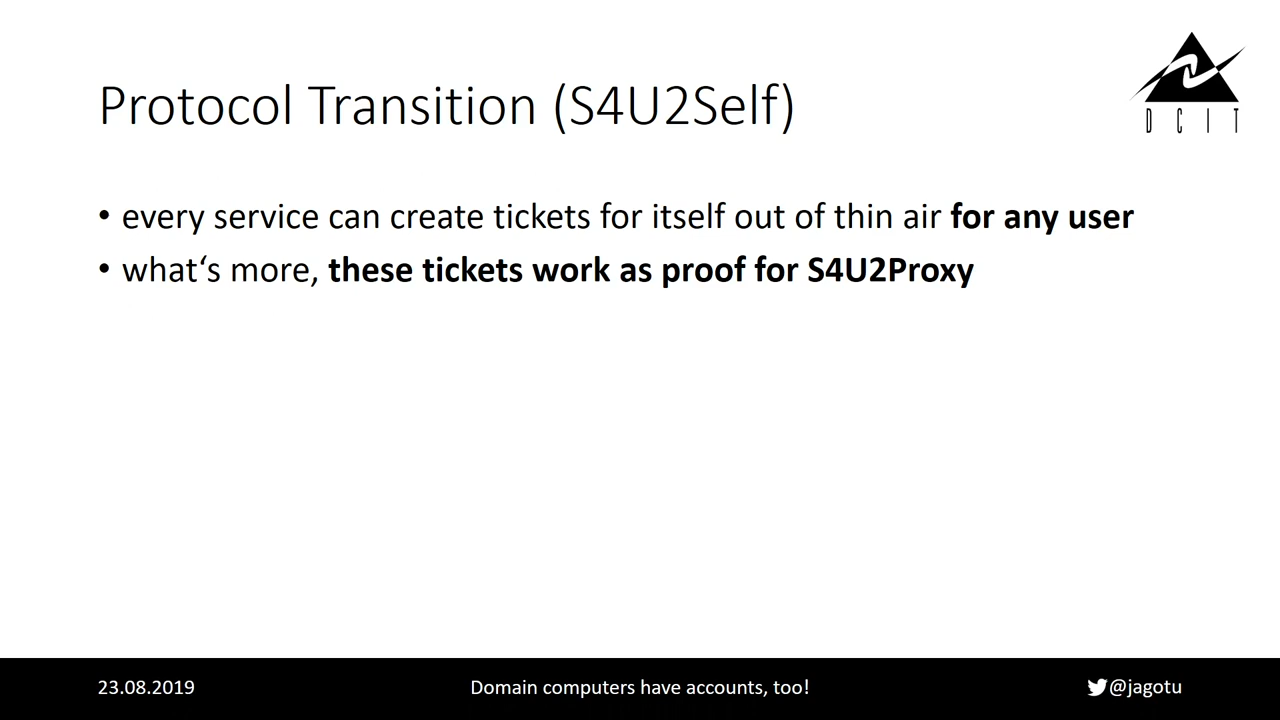 Protocol Transition (S4U2Self)
DCIT
• every service can create tickets for itself out of thin air for any user
• what‘s more, these tickets work as proof for S4U2Proxy
23.08.2019
Domain computers have accounts, too!
@jagotu